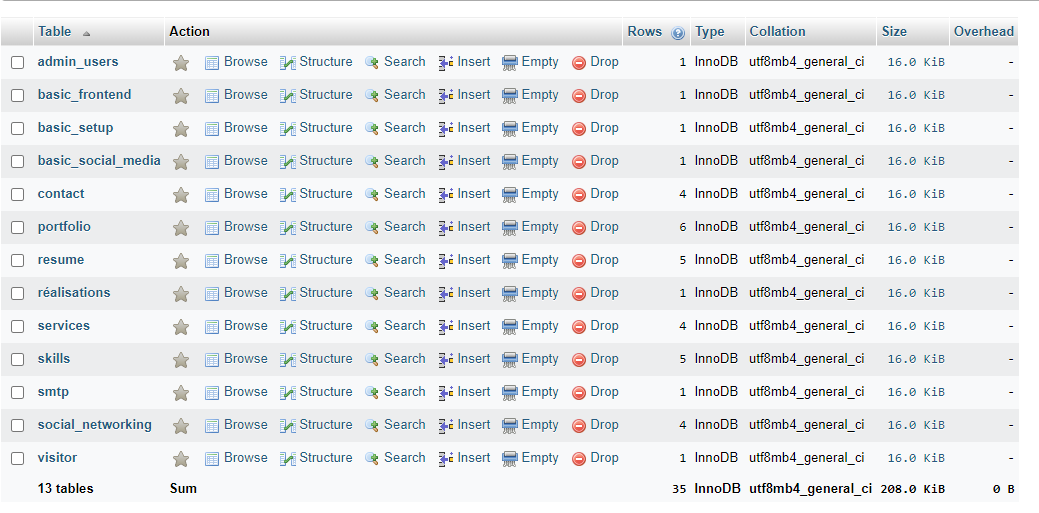 Table Action Rows Type Collation Size Overhead
admin_users Browse Structure Search Insert Empty Drop 1 InnoDB utf8mb4_general_ci 16.0 KiB -
basic_frontend Browse Structure Search Insert Empty Drop 1 InnoDB utf8mb4_general_ci 16.0 KiB -
basic_setup Browse Structure Search Insert Empty Drop 1 InnoDB utf8mb4_general_ci 16.0 KiB -
basic_social_media Browse Structure Search Insert Empty Drop 1 InnoDB utf8mb4_general_ci 16.0 KiB -
contact Browse Structure Search Insert Empty Drop 4 InnoDB utf8mb4_general_ci 16.0 KiB -
portfolio Browse Structure Search Insert Empty Drop 6 InnoDB utf8mb4_general_ci 16.0 KiB -
resume Browse Structure Search Insert Empty Drop 5 InnoDB utf8mb4_general_ci 16.0 KiB -
réalisations Browse Structure Search Insert Empty Drop 1 InnoDB utf8mb4_general_ci 16.0 KiB -
services Browse Structure Search Insert Empty Drop 4 InnoDB utf8mb4_general_ci 16.0 KiB -
skills Browse Structure Search Insert Empty Drop 5 InnoDB utf8mb4_general_ci 16.0 KiB -
smtp Browse Structure Search Insert Empty Drop 1 InnoDB utf8mb4_general_ci 16.0 KiB -
social_networking Browse Structure Search Insert Empty Drop 4 InnoDB utf8mb4_general_ci 16.0 KiB -
visitor Browse Structure Search Insert Empty Drop 1 InnoDB utf8mb4_general_ci 16.0 KiB -
13 tables Sum 35 InnoDB utf8mb4_general_ci 208.0 KiB 0 B